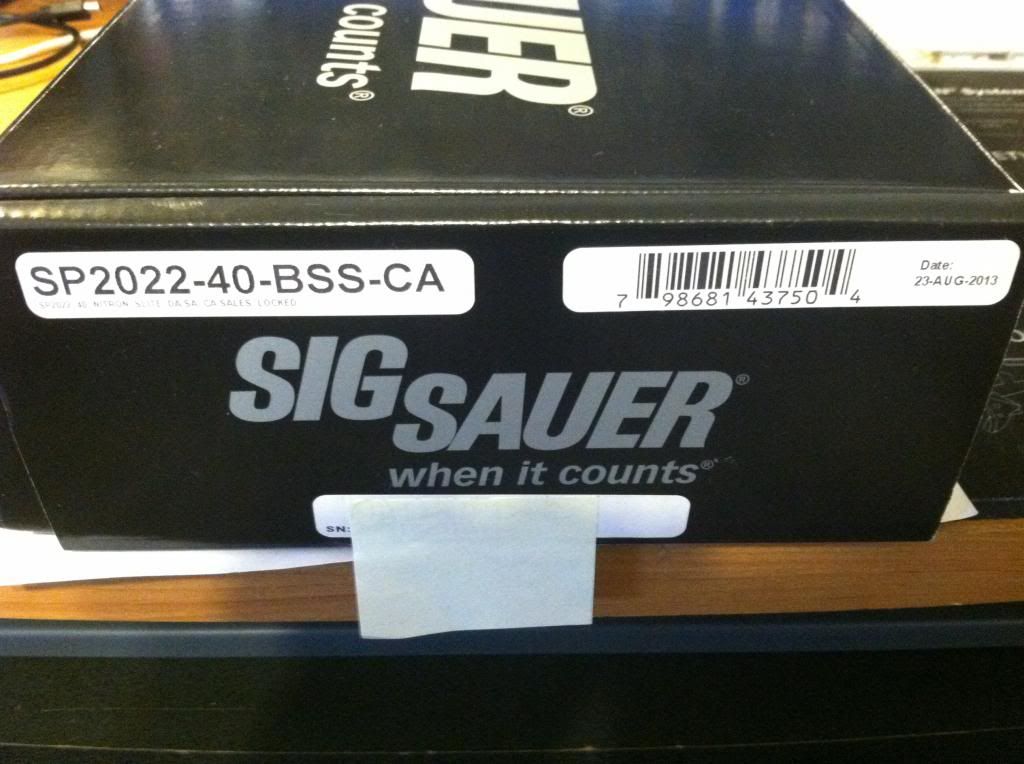 UER®
counts®
SP2022-40-BSS-CA
SP2022 40 NITRON SLITE DA/SA CA SALES LOCKED
7 98681 43750 4
Date:
23-AUG-2013
SIG SAUER®
when it counts®
SN: